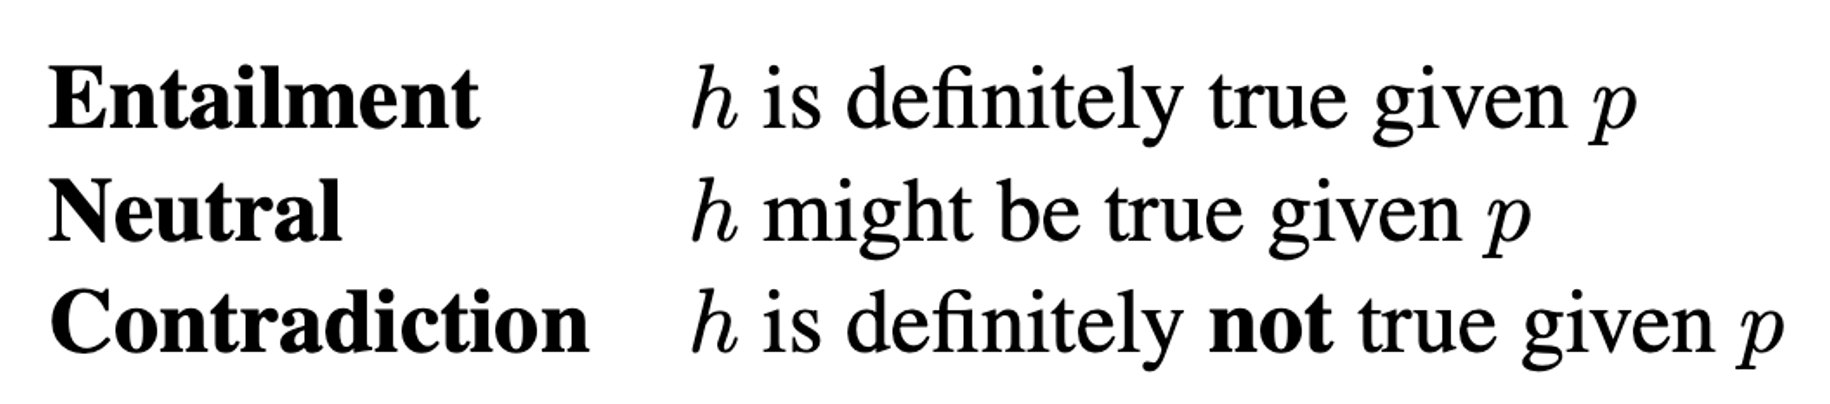 Entailment h is definitely true given p
Neutral h might be true given p
Contradiction h is definitely not true given p